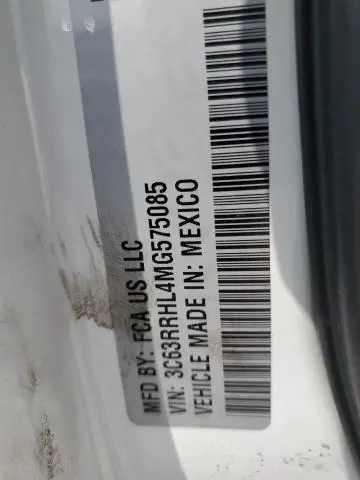 MFD BY: FCA US LLC
VIN: 3C63RRHL4MG575085
VEHICLE MADE IN: MEXICO